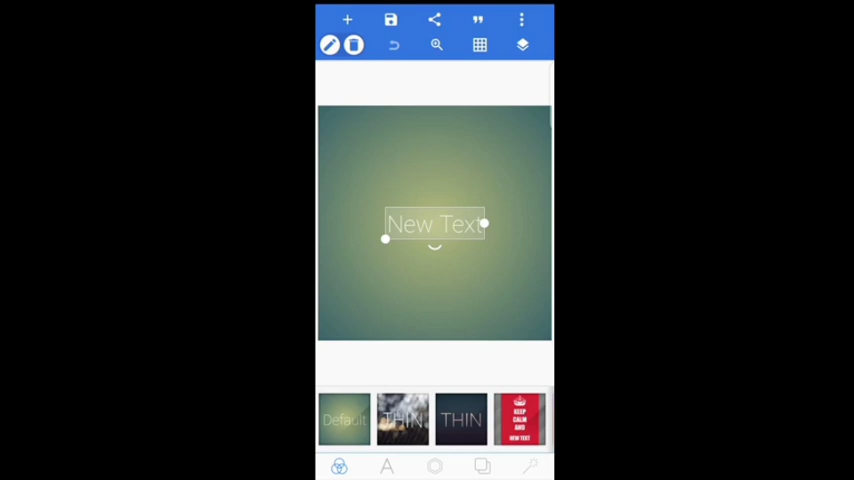 New Text
Default
THIN
THIN
KEEP
CALM
AND
NEW TEXT